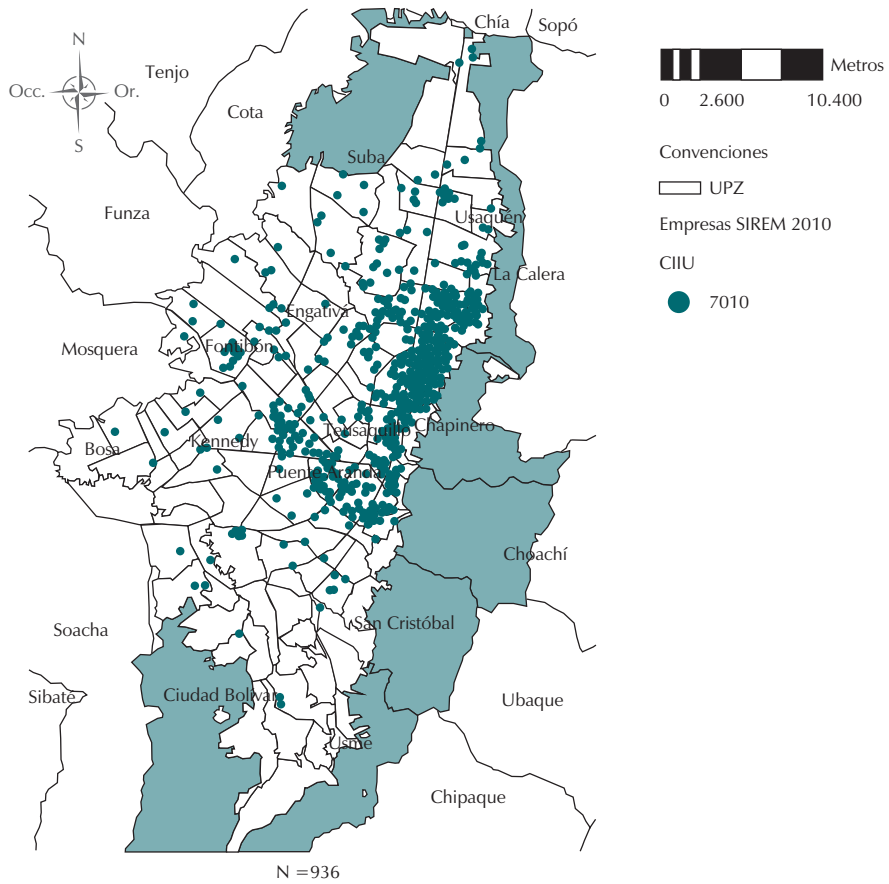 Chía
Sopó
N
Tenjo
Occ.
Or.
Cota
S
Suba
Funza
Usaquén
La Calera
Engativá
Mosquera
Fontibón
Teusaquillo
Chapinero
Bosa
Kennedy
Puente Aranda
Choachí
Soacha
San Cristóbal
Sibaté
Ciudad Bolívar
Ubaque
Usme
Chipaque
N =936
Metros
0 2.600 10.400
Convenciones
UPZ
Empresas SIREM 2010
CIIU
7010